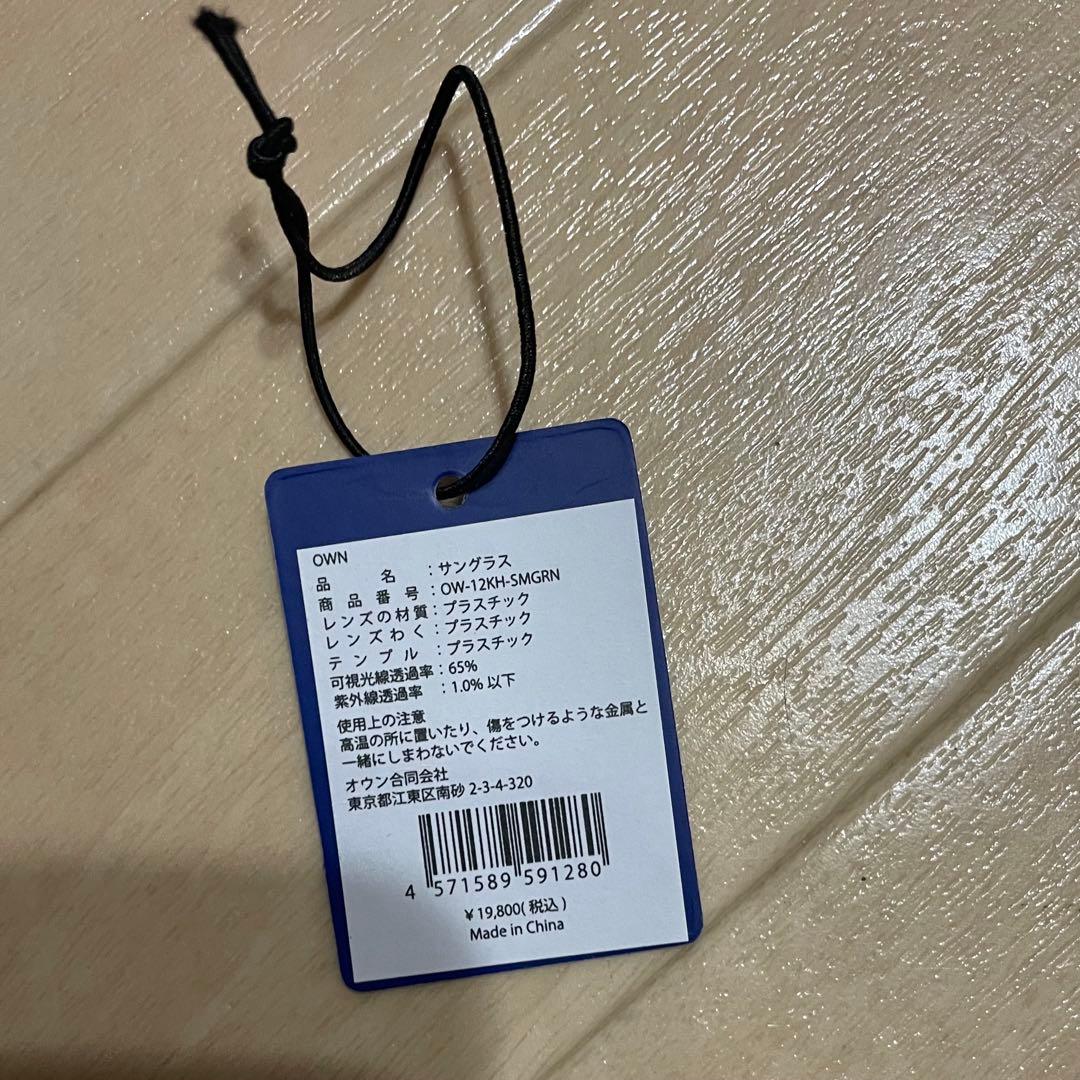 OWN
品名：サングラス
商品番号：OW-12KH-SMGRN
レンズの材質：プラスチック
レンズわく：プラスチック
テンプル：プラスチック
可視光線透過率：65%
紫外線透過率：1.0% 以下
使用上の注意
高温の所に置いたり、傷をつけるような金属と
一緒にしまわないでください。
オウン合同会社
東京都江東区南砂 2-3-4-320
4 571589 591280
¥19,800(税込)
Made in China